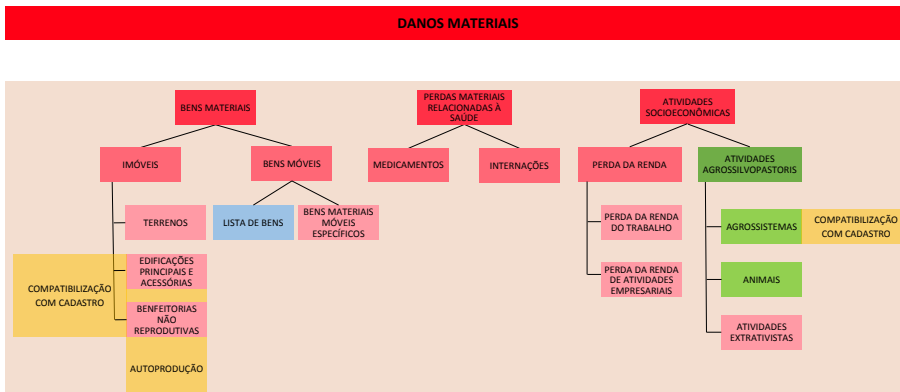 DANOS MATERIAIS
BENS MATERIAIS
PERDAS MATERIAIS
RELACIONADAS À
SAÚDE
ATIVIDADES
SOCIOECONÔMICAS
IMÓVEIS
BENS MÓVEIS
MEDICAMENTOS
INTERNAÇÕES
PERDA DA RENDA
ATIVIDADES
AGROSSILVOPASTORIS
TERRENOS
LISTA DE BENS
BENS MATERIAIS
MÓVEIS
ESPECÍFICOS
PERDA DA RENDA
DO TRABALHO
AGROSSISTEMAS
COMPATIBILIZAÇÃO
COM CADASTRO
COMPATIBILIZAÇÃO
COM CADASTRO
EDIFICAÇÕES
PRINCIPAIS E
ACESSÓRIAS
PERDA DA RENDA
DE ATIVIDADES
EMPRESARIAIS
ANIMAIS
BENFEITORIAS
NÃO
REPRODUTIVAS
ATIVIDADES
EXTRATIVISTAS
AUTOPRODUÇÃO